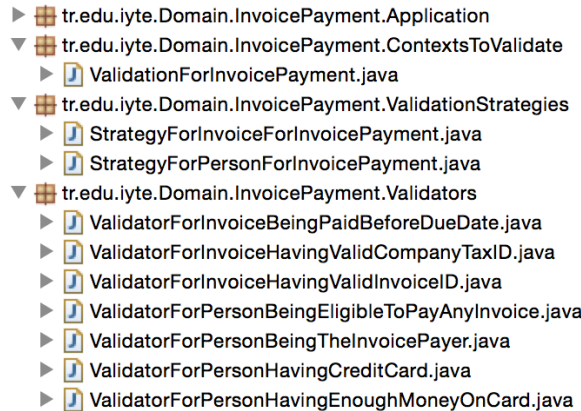 tr.edu.iyte.Domain.InvoicePayment.Application
tr.edu.iyte.Domain.InvoicePayment.ContextsToValidate
ValidationForInvoicePayment.java
tr.edu.iyte.Domain.InvoicePayment.ValidationStrategies
StrategyForInvoiceForInvoicePayment.java
StrategyForPersonForInvoicePayment.java
tr.edu.iyte.Domain.InvoicePayment.Validators
ValidatorForInvoiceBeingPaidBeforeDueDate.java
ValidatorForInvoiceHavingValidCompanyTaxID.java
ValidatorForInvoiceHavingValidInvoiceID.java
ValidatorForPersonBeingEligibleToPayAnyInvoice.java
ValidatorForPersonBeingTheInvoicePayer.java
ValidatorForPersonHavingCreditCard.java
ValidatorForPersonHavingEnoughMoneyOnCard.java